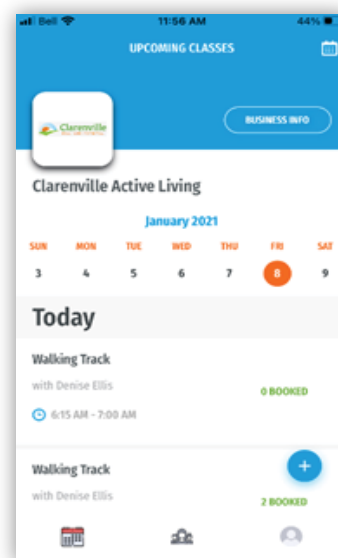 Bell 11:56 AM 44%
UPCOMING CLASSES
Clarenville
BUSINESS INFO
Clarenville Active Living
January 2021
SUN MON TUE WED THU FRI SAT
3 4 5 6 7 8 9
Today
Walking Track
with Denise Ellis
0 BOOKED
6:15 AM - 7:00 AM
Walking Track
with Denise Ellis
2 BOOKED